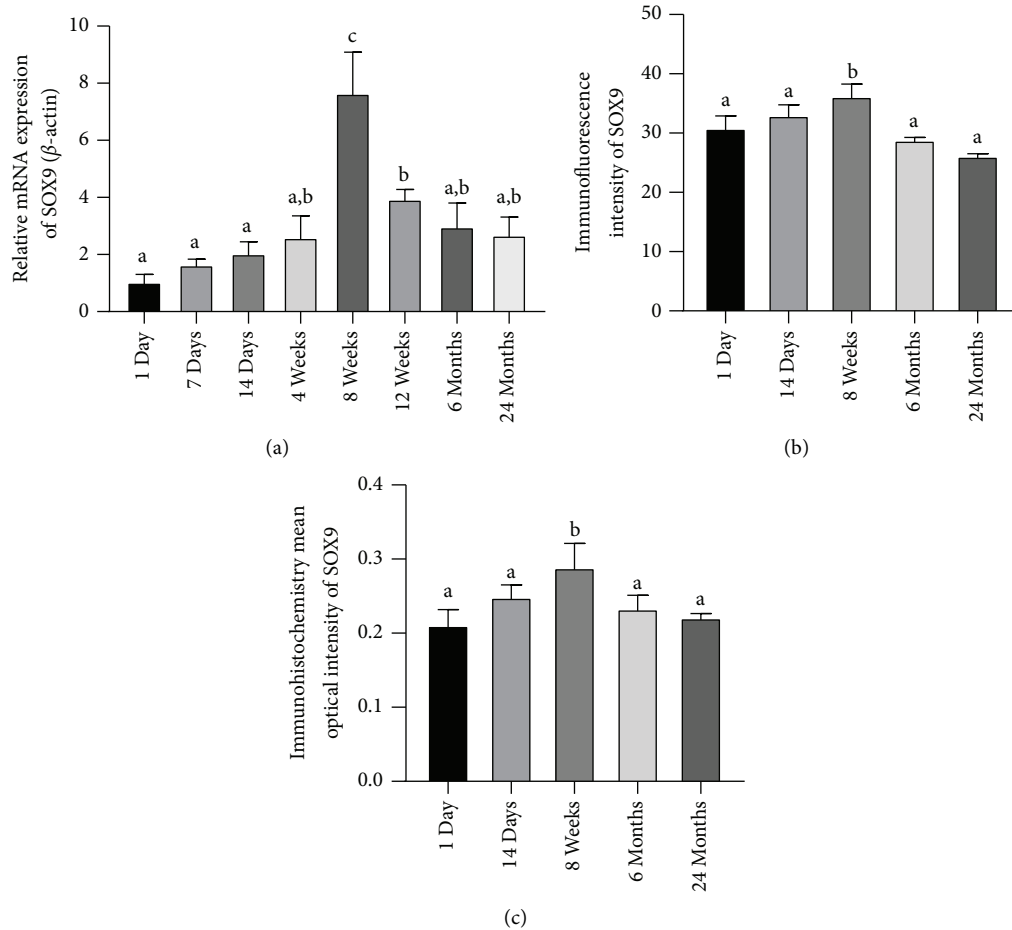 Relative mRNA expression
of SOX9 (β-actin)
10
8
6
4
2
0
a
a
a
a,b
c
b
a,b
a,b
1 Day
7 Days
14 Days
4 Weeks
8 Weeks
12 Weeks
6 Months
24 Months
(a)
Immunofluorescence
intensity of SOX9
50
40
30
20
10
0
a
a
b
a
a
1 Day
14 Days
8 Weeks
6 Months
24 Months
(b)
Immunohistochemistry mean
optical intensity of SOX9
0.4
0.3
0.2
0.1
0.0
a
a
b
a
a
1 Day
14 Days
8 Weeks
6 Months
24 Months
(c)